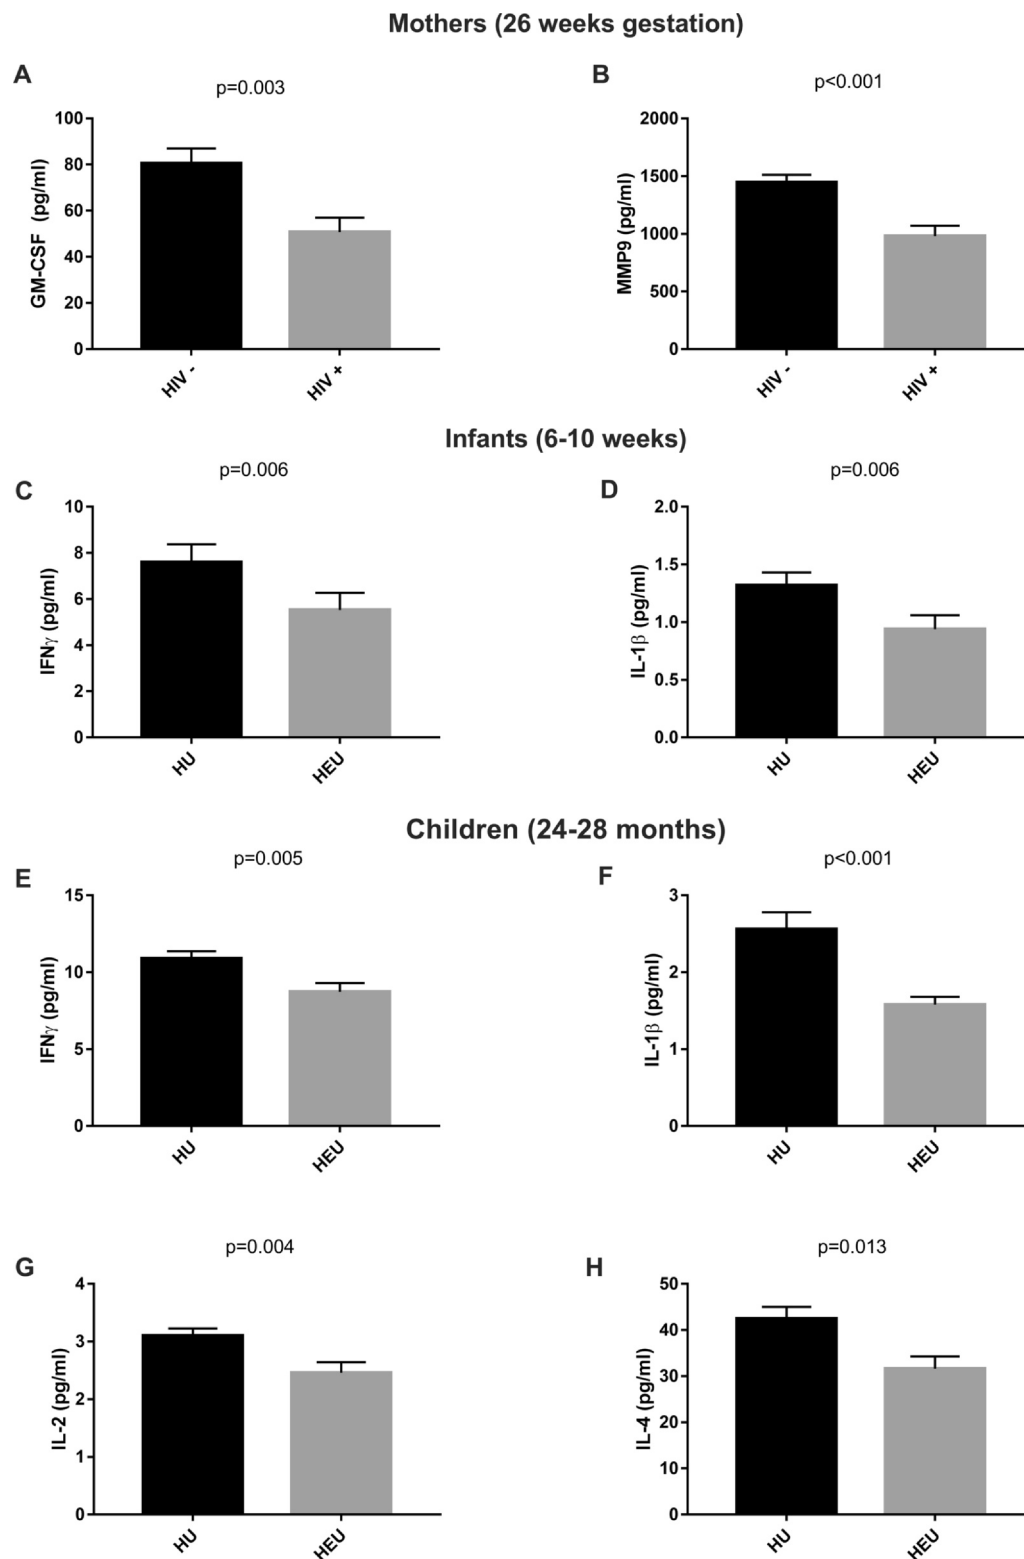 Mothers (26 weeks gestation)
A
p=0.003
GM-CSF (pg/ml)
100
80
60
40
20
0
HIV -
HIV +
B
p<0.001
MMP9 (pg/ml)
2000
1500
1000
500
0
HIV -
HIV +
Infants (6-10 weeks)
C
p=0.006
IFNγ (pg/ml)
10
8
6
4
2
0
HU
HEU
D
p=0.006
IL-1β (pg/ml)
2.0
1.5
1.0
0.5
0.0
HU
HEU
Children (24-28 months)
E
p=0.005
IFNγ (pg/ml)
15
10
5
0
HU
HEU
F
p<0.001
IL-1β (pg/ml)
3
2
1
0
HU
HEU
G
p=0.004
IL-2 (pg/ml)
4
3
2
1
0
HU
HEU
H
p=0.013
IL-4 (pg/ml)
50
40
30
20
10
0
HU
HEU